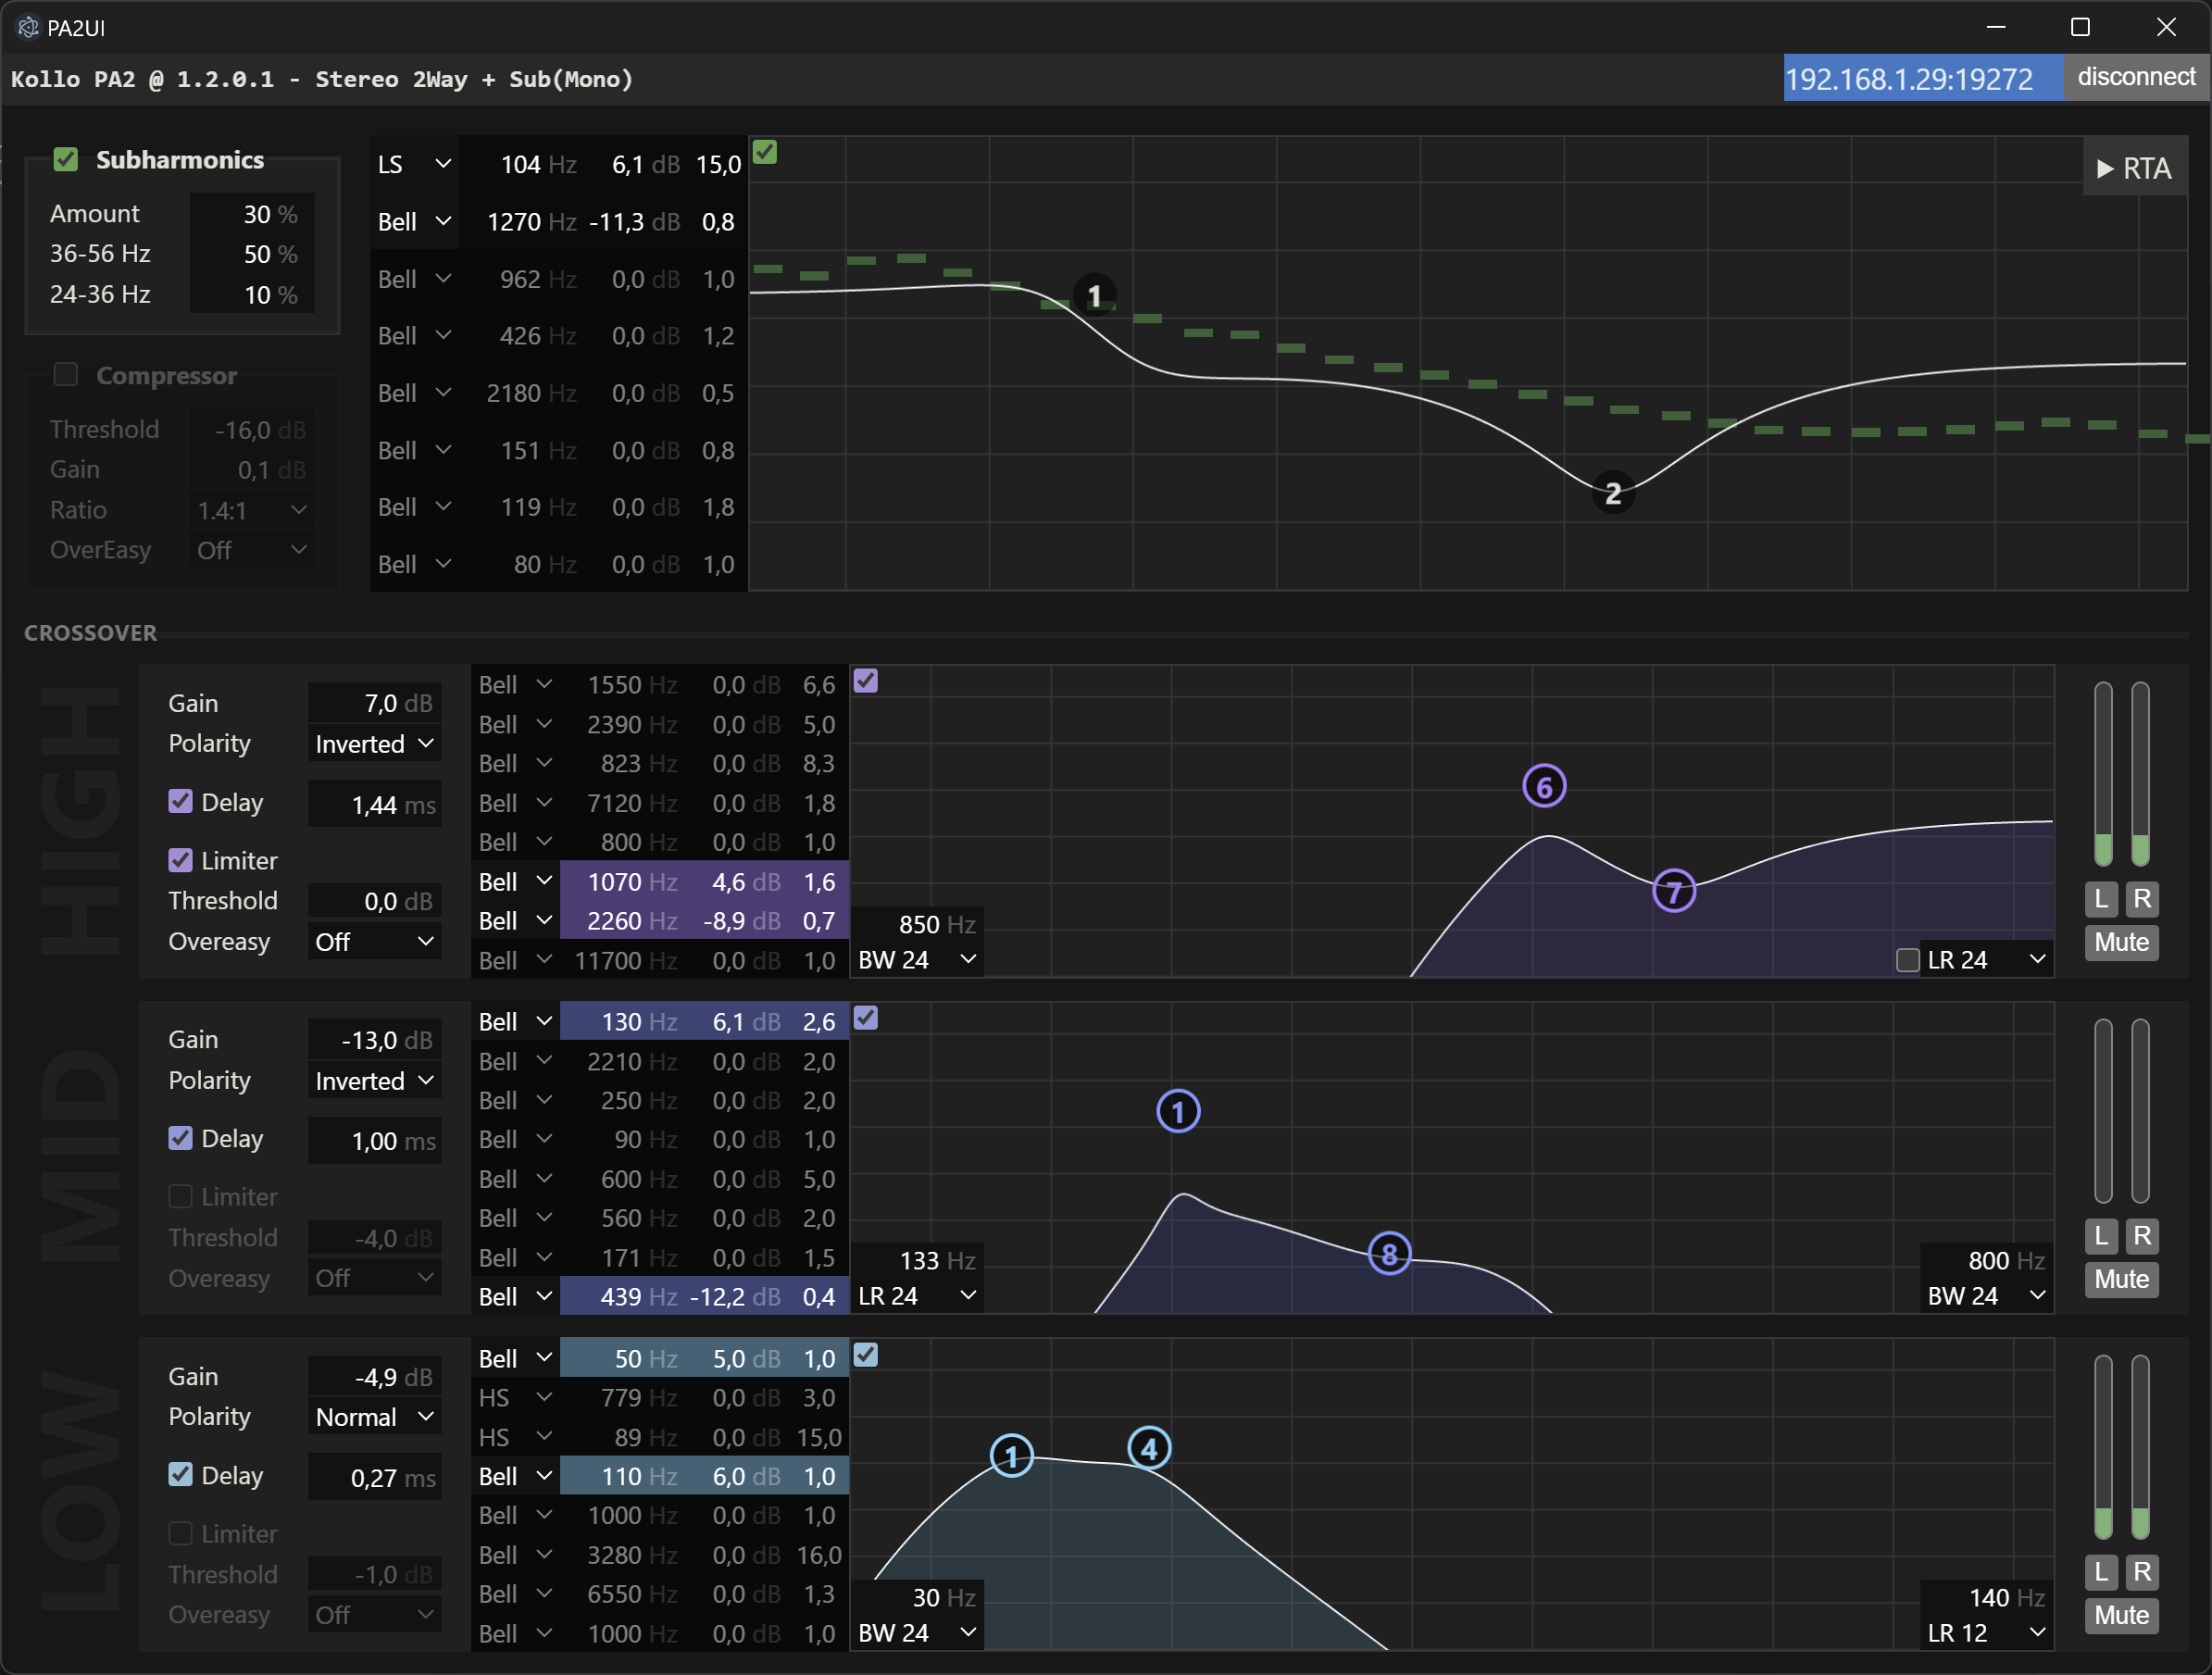 PA2UI
Kollo PA2 @ 1.2.0.1 - Stereo 2Way + Sub(Mono)
192.168.1.29:19272 disconnect
Subharmonics
Amount 30 %
36-56 Hz 50 %
24-36 Hz 10 %
Compressor
Threshold -16,0 dB
Gain 0,1 dB
Ratio 1.4:1
OverEasy Off
LS 104 Hz 6,1 dB 15,0
Bell 1270 Hz -11,3 dB 0,8
Bell 962 Hz 0,0 dB 1,0
Bell 426 Hz 0,0 dB 1,2
Bell 2180 Hz 0,0 dB 0,5
Bell 151 Hz 0,0 dB 0,8
Bell 119 Hz 0,0 dB 1,8
Bell 80 Hz 0,0 dB 1,0
RTA
1
2
CROSSOVER
HIGH
Gain 7,0 dB
Polarity Inverted
Delay 1,44 ms
Limiter
Threshold 0,0 dB
Overeasy Off
Bell 1550 Hz 0,0 dB 6,6
Bell 2390 Hz 0,0 dB 5,0
Bell 823 Hz 0,0 dB 8,3
Bell 7120 Hz 0,0 dB 1,8
Bell 800 Hz 0,0 dB 1,0
Bell 1070 Hz 4,6 dB 1,6
Bell 2260 Hz -8,9 dB 0,7
Bell 11700 Hz 0,0 dB 1,0
6
7
850 Hz
BW 24
LR 24
L R
Mute
MID
Gain -13,0 dB
Polarity Inverted
Delay 1,00 ms
Limiter
Threshold -4,0 dB
Overeasy Off
Bell 130 Hz 6,1 dB 2,6
Bell 2210 Hz 0,0 dB 2,0
Bell 250 Hz 0,0 dB 2,0
Bell 90 Hz 0,0 dB 1,0
Bell 600 Hz 0,0 dB 5,0
Bell 560 Hz 0,0 dB 2,0
Bell 171 Hz 0,0 dB 1,5
Bell 439 Hz -12,2 dB 0,4
1
8
133 Hz
LR 24
800 Hz
BW 24
L R
Mute
LOW
Gain -4,9 dB
Polarity Normal
Delay 0,27 ms
Limiter
Threshold -1,0 dB
Overeasy Off
Bell 50 Hz 5,0 dB 1,0
HS 779 Hz 0,0 dB 3,0
HS 89 Hz 0,0 dB 15,0
Bell 110 Hz 6,0 dB 1,0
Bell 1000 Hz 0,0 dB 1,0
Bell 3280 Hz 0,0 dB 16,0
Bell 6550 Hz 0,0 dB 1,3
Bell 1000 Hz 0,0 dB 1,0
1
4
30 Hz
BW 24
140 Hz
LR 12
L R
Mute